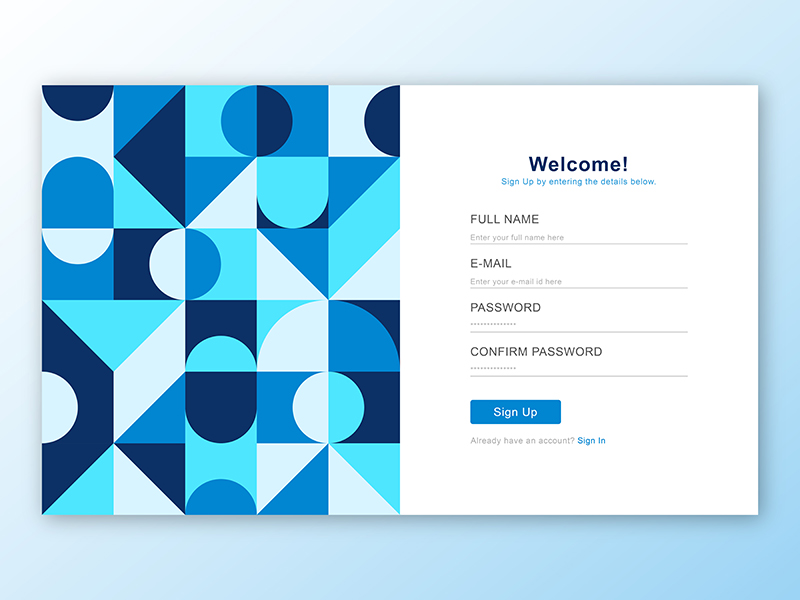 Welcome!
Sign Up by entering the details below.
FULL NAME
Enter your full name here
E-MAIL
Enter your e-mail id here
PASSWORD
**************
CONFIRM PASSWORD
**************
Sign Up
Already have an account? Sign In